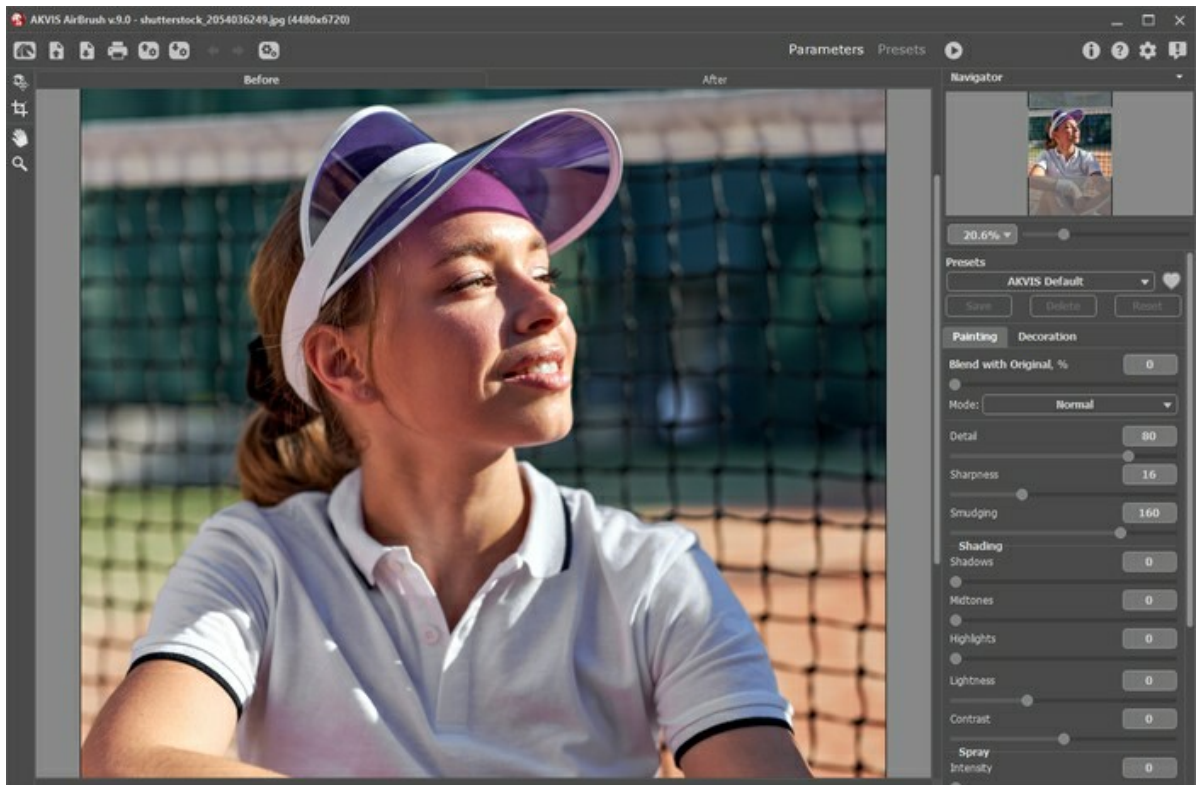 AKVIS AirBrush v.9.0 - shutterstock_2054036249.jpg (4480x6720)
Parameters Presets
Before After
Navigator
20.6%
Presets
AKVIS Default
Save Delete Reset
Painting Decoration
Blend with Original, % 0
Mode: Normal
Detail 80
Sharpness 16
Smudging 160
Shading
Shadows 0
Midtones 0
Highlights 0
Lightness 0
Contrast 0
Spray
Intensity 0